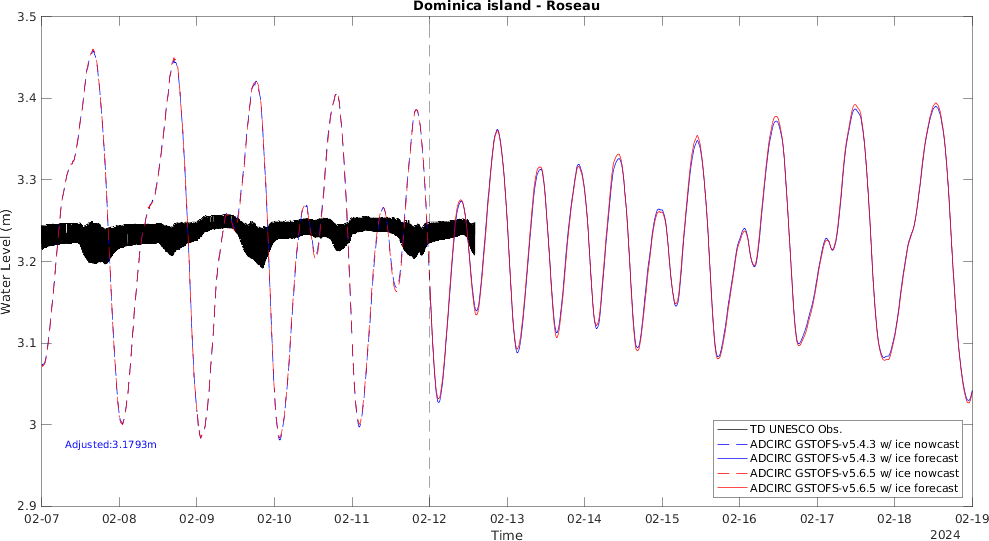 Dominica island - Roseau
3.5
3.4
3.3
3.2
3.1
3
2.9
Water Level (m)
Adjusted:3.1793m
TD UNESCO Obs.
ADCIRC GSTOFS-v5.4.3 w/ ice nowcast
ADCIRC GSTOFS-v5.4.3 w/ ice forecast
ADCIRC GSTOFS-v5.6.5 w/ ice nowcast
ADCIRC GSTOFS-v5.6.5 w/ ice forecast
02-07 02-08 02-09 02-10 02-11 02-12 02-13 02-14 02-15 02-16 02-17 02-18 02-19
Time
2024